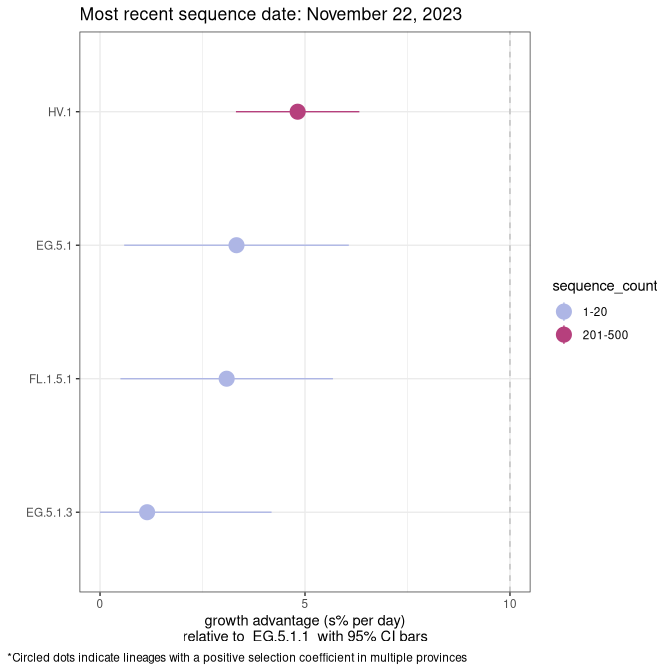 Most recent sequence date: November 22, 2023
HV.1
EG.5.1
FL.1.5.1
EG.5.1.3
0
5
10
growth advantage (s% per day)
relative to  EG.5.1.1  with 95% CI bars
sequence_count
1-20
201-500
*Circled dots indicate lineages with a positive selection coefficient in multiple provinces